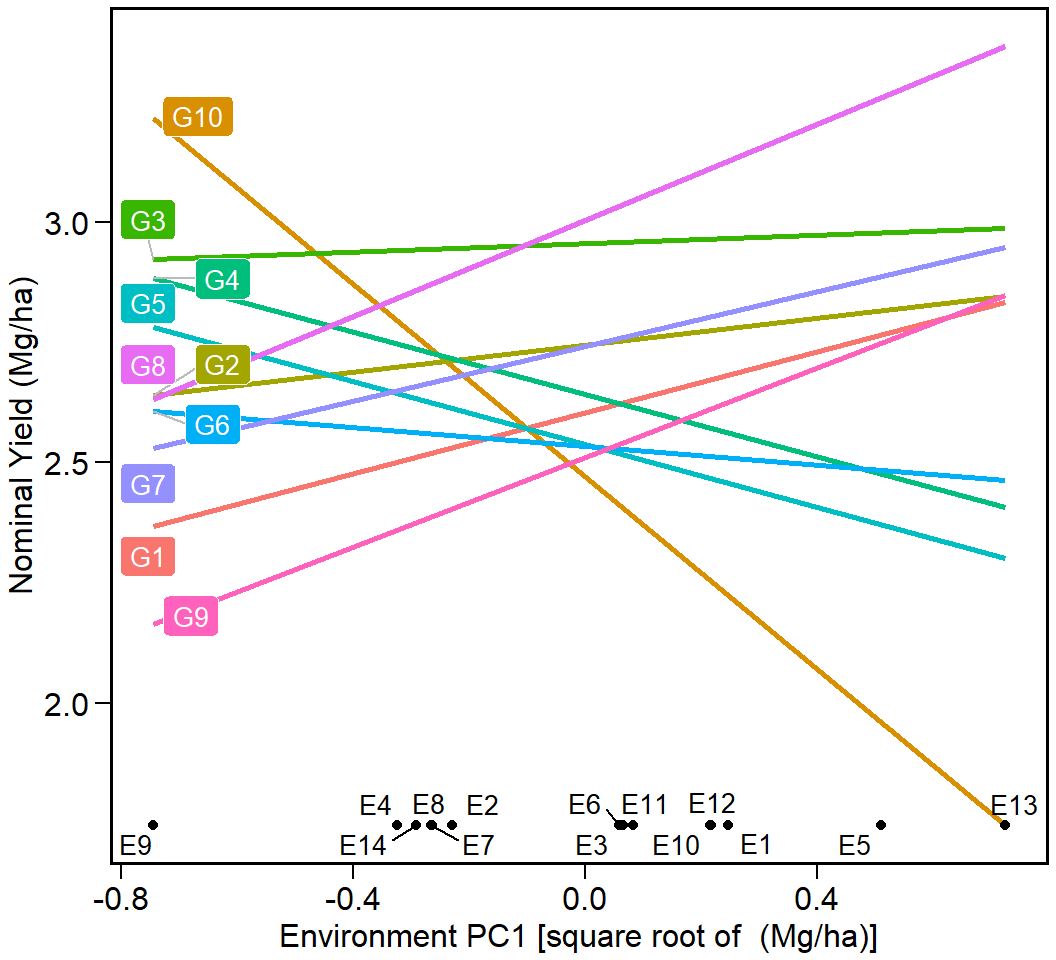 G10
G3
3.0
G4
G5
G8
G2
G6
2.5
G7
G1
G9
2.0
Nominal Yield (Mg/ha)
E4 E8 E2 E6 E11 E12 E13
E9 E14 E7 E3 E10 E1 E5
-0.8 -0.4 0.0 0.4
Environment PC1 [square root of  (Mg/ha)]